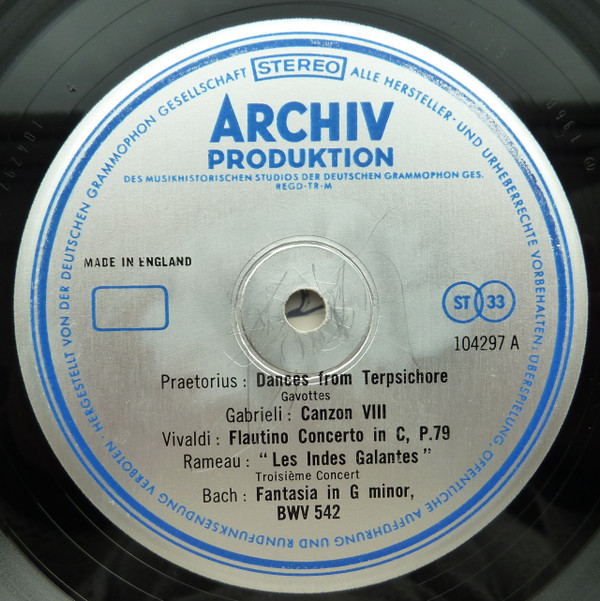 HERGESTELLT VON DER DEUTSCHEN GRAMMOPHON GESELLSCHAFT
STEREO
ALLE HERSTELLER- UND URHEBERRECHTE VORBEHALTEN; ÜBERSPIELUNG, ÖFFENTLICHE AUFFÜHRUNG UND RUNDFUNKSENDUNG VERBOTEN ·
ARCHIV
PRODUKTION
DES MUSIKHISTORISCHEN STUDIOS DER DEUTSCHEN GRAMMOPHON GES.
REGD·TR·M
MADE IN ENGLAND
ST 33
104297 A
Praetorius : Dances from Terpsichore
Gavottes
Gabrieli : Canzon VIII
Vivaldi : Flautino Concerto in C, P.79
Rameau : “Les Indes Galantes”
Troisième Concert
Bach : Fantasia in G minor,
BWV 542